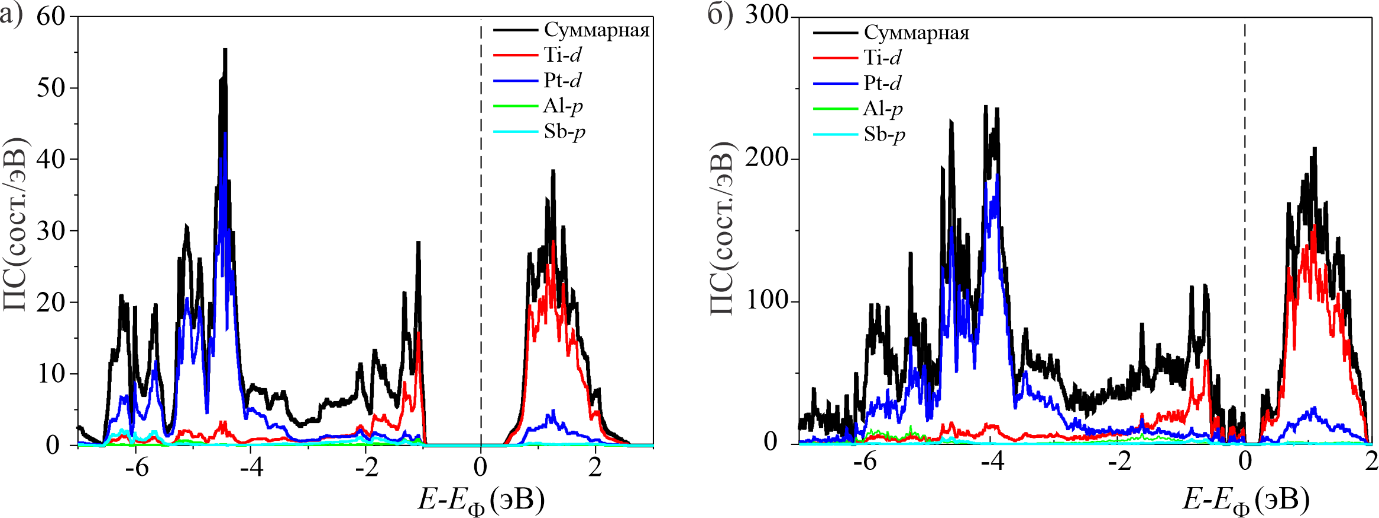 а)
ПС(сост./эВ)
60
50
40
30
20
10
0
Суммарная
Ti-d
Pt-d
Al-p
Sb-p
-6 -4 -2 0 2
E-EФ (эВ)
б)
ПС(сост./эВ)
300
200
100
0
Суммарная
Ti-d
Pt-d
Al-p
Sb-p
-6 -4 -2 0 2
E-EФ (эВ)